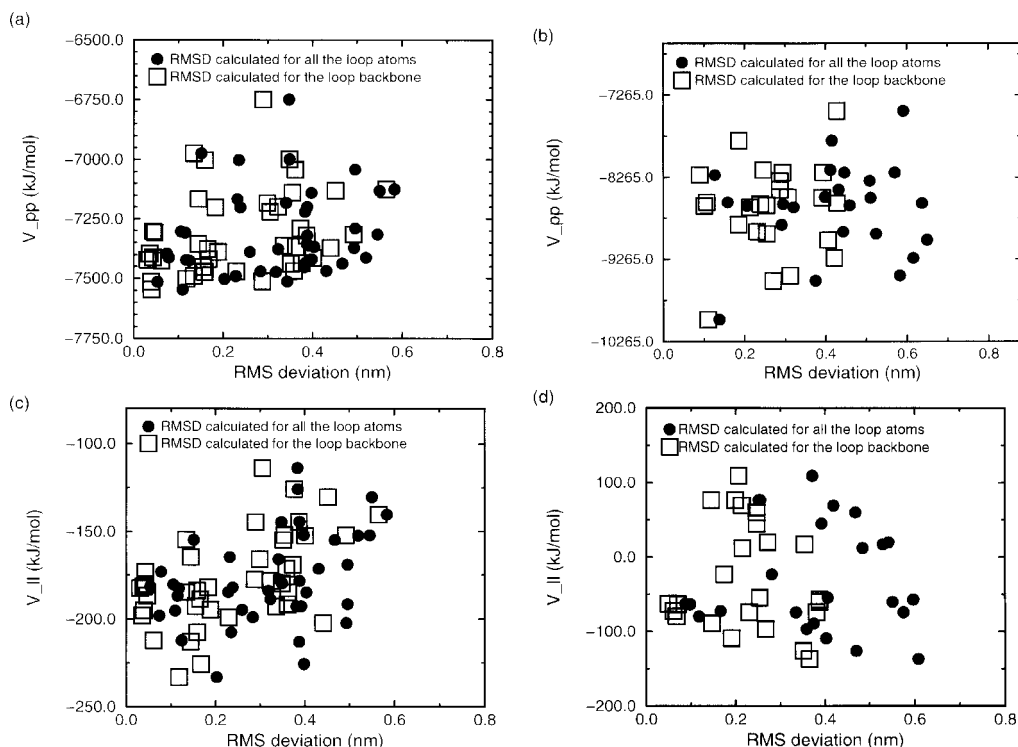 (a)
-6500.0
-6750.0
-7000.0
-7250.0
-7500.0
-7750.0
V_pp (kJ/mol)
RMSD calculated for all the loop atoms
RMSD calculated for the loop backbone
0.0 0.2 0.4 0.6 0.8
RMS deviation (nm)
(b)
-7265.0
-8265.0
-9265.0
-10265.0
V_pp (kJ/mol)
RMSD calculated for all the loop atoms
RMSD calculated for the loop backbone
0.0 0.2 0.4 0.6 0.8
RMS deviation (nm)
(c)
-100.0
-150.0
-200.0
-250.0
V_ll (kJ/mol)
RMSD calculated for all the loop atoms
RMSD calculated for the loop backbone
0.0 0.2 0.4 0.6 0.8
RMS deviation (nm)
(d)
200.0
100.0
0.0
-100.0
-200.0
V_ll (kJ/mol)
RMSD calculated for all the loop atoms
RMSD calculated for the loop backbone
0.0 0.2 0.4 0.6 0.8
RMS deviation (nm)